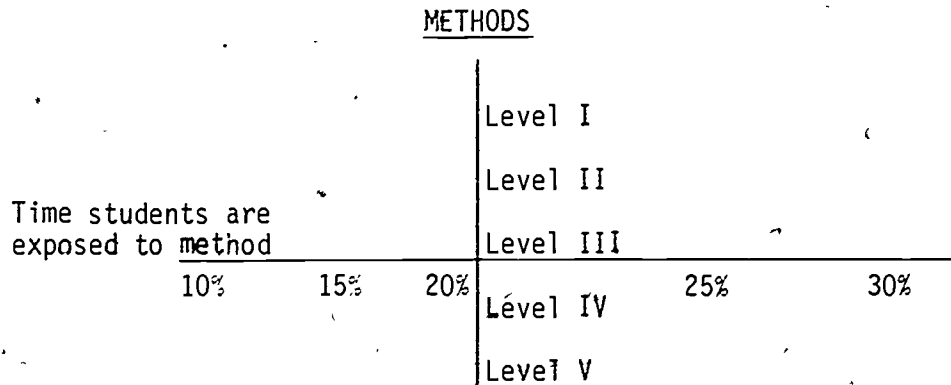 METHODS
Level I
Level II
Time students are
exposed to method
Level III
10% 15% 20% 25% 30%
Level IV
Level V